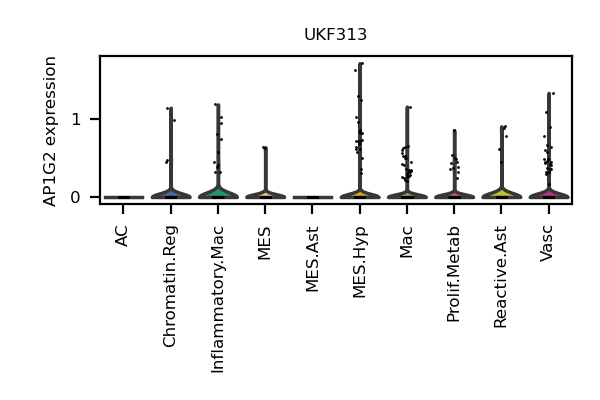 UKF313
AP1G2 expression
1
0
AC
Chromatin.Reg
Inflammatory.Mac
MES
MES.Ast
MES.Hyp
Mac
Prolif.Metab
Reactive.Ast
Vasc